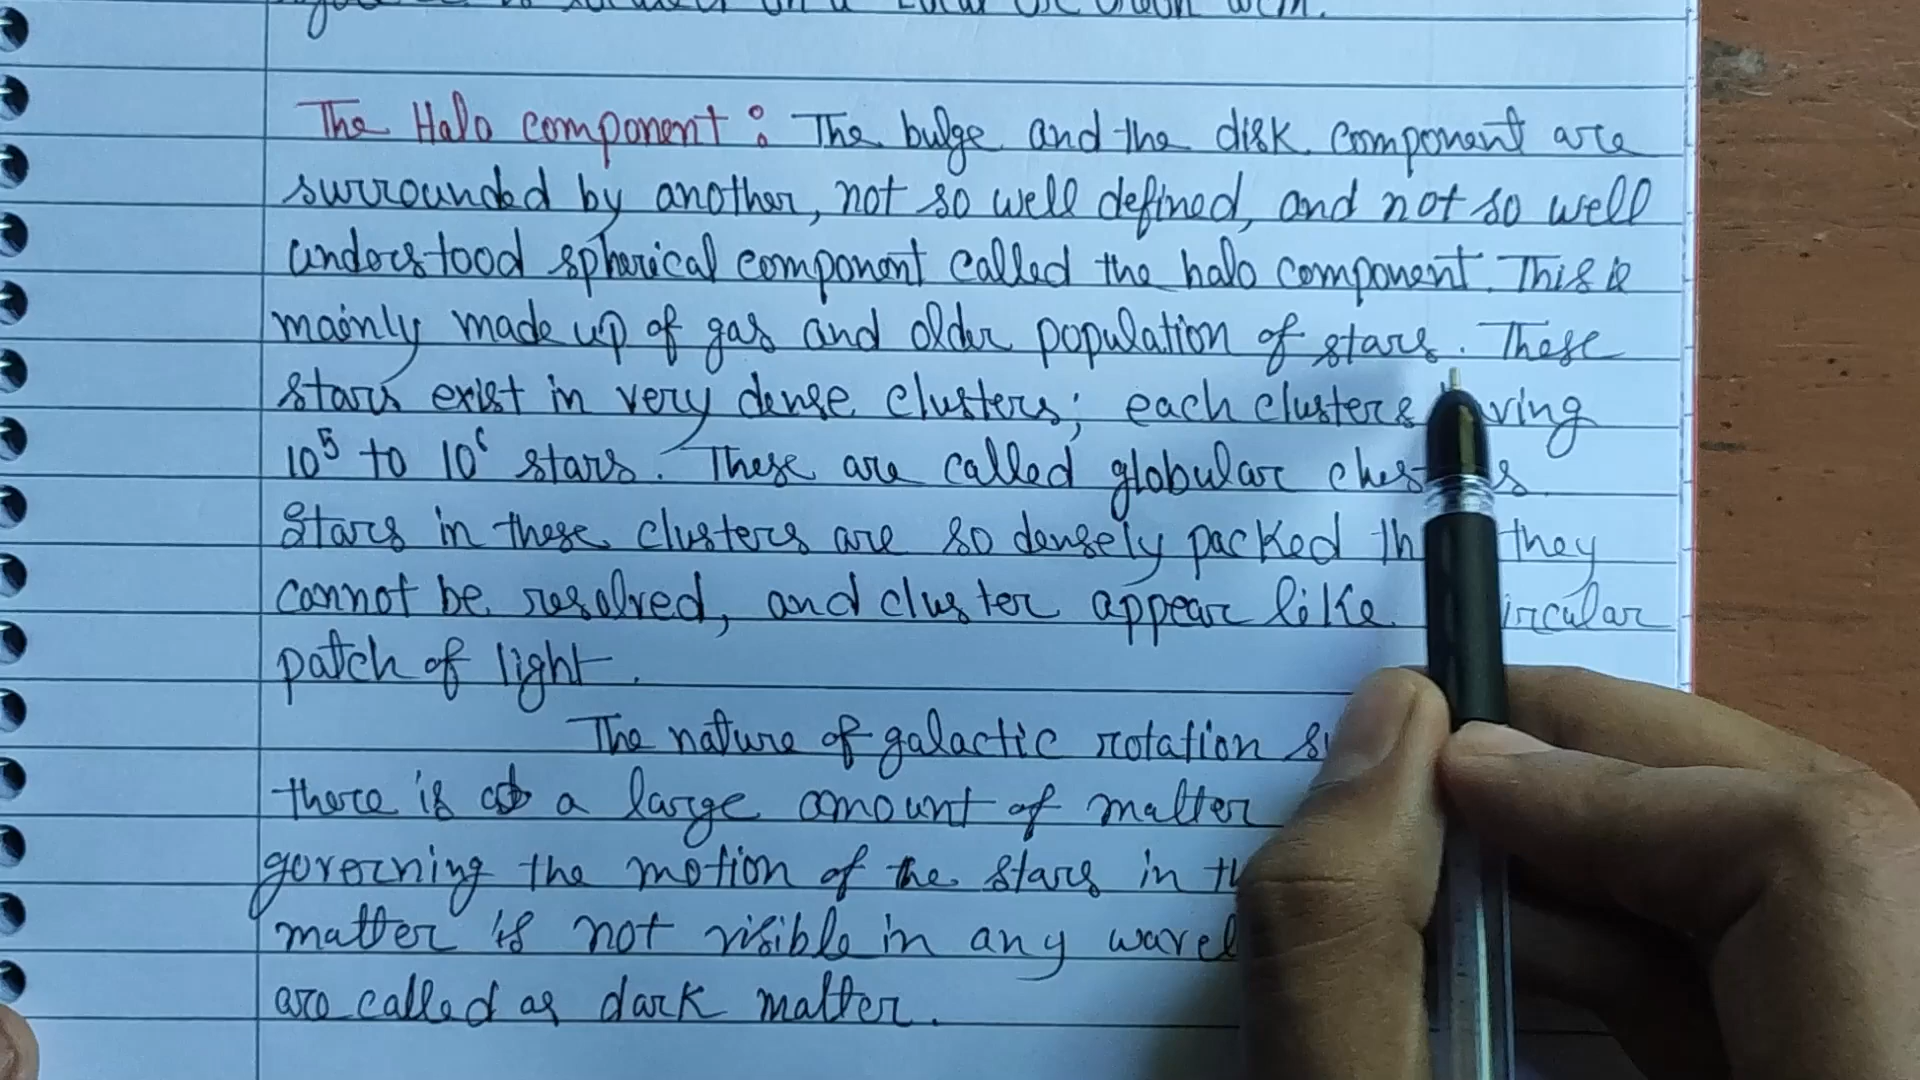 The Halo component : The bulge and the disk component are
surrounded by another, not so well defined, and not so well
understood spherical component called the halo component. This is
mainly made up of gas and older population of stars. These
stars exist in very dense clusters; each cluster
10⁵ to 10⁶ stars. These are called globular
Stars in these clusters are so densely packed they
cannot be resolved, and cluster appear like
patch of light.
The nature of galactic rotation
there is a large amount of matter
governing the motion of the stars in
matter is not visible in any
are called as dark matter.